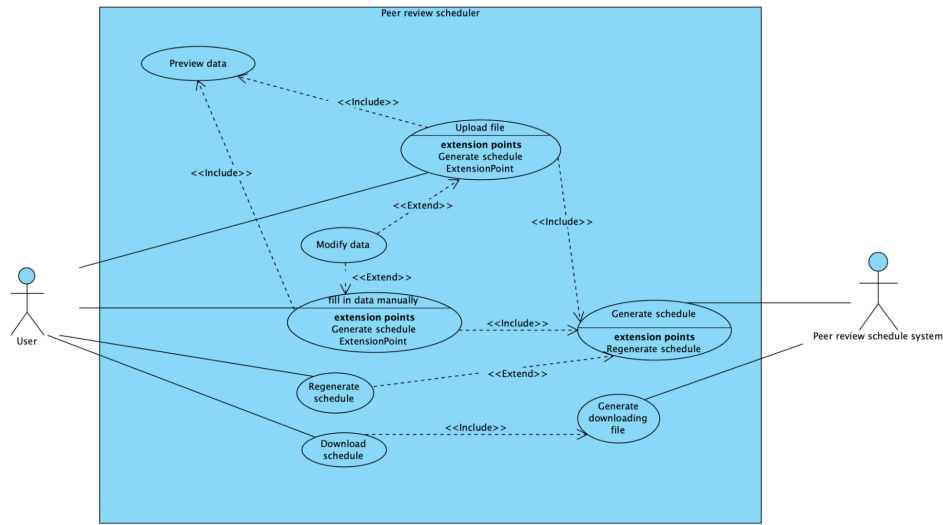 Peer review scheduler
Preview data
<<Include>>
Upload file
extension points
Generate schedule
ExtensionPoint
<<Include>>
<<Extend>>
<<Include>>
Modify data
<<Extend>>
fill in data manually
extension points
Generate schedule
ExtensionPoint
<<Include>>
Generate schedule
extension points
Regenerate schedule
User
Peer review schedule system
<<Extend>>
Regenerate
schedule
Generate
downloading
file
<<Include>>
Download
schedule